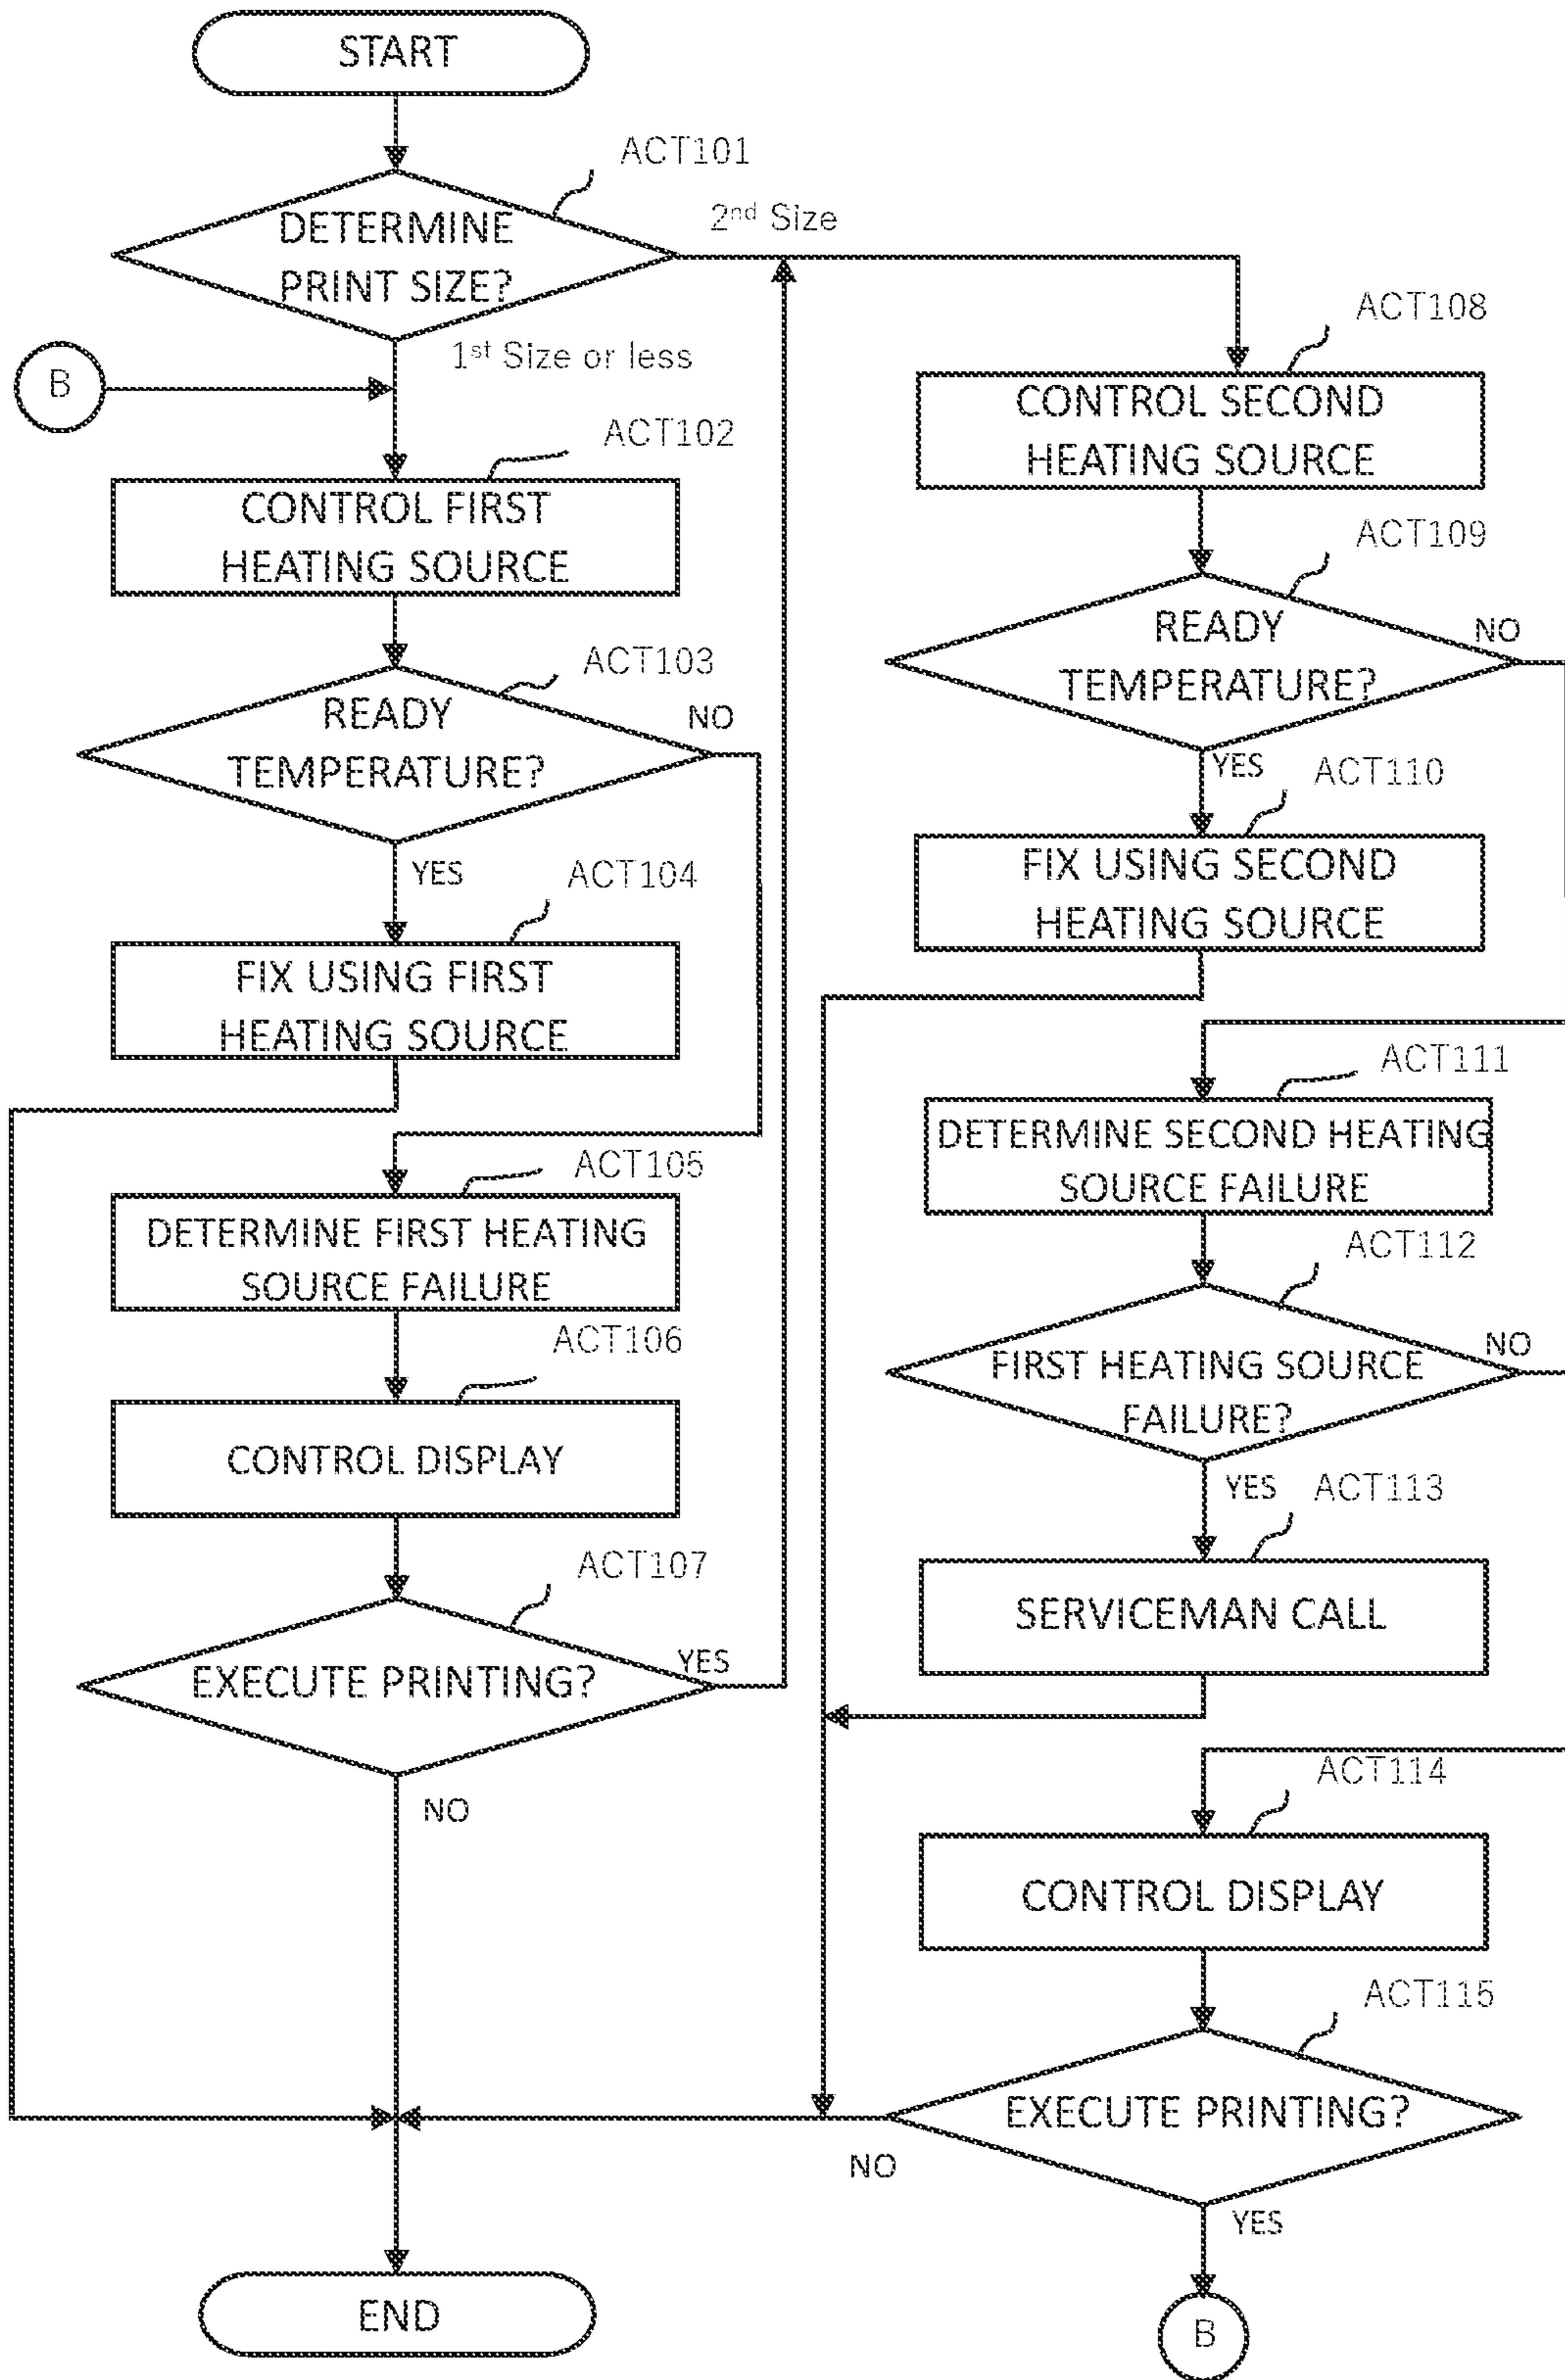 START
ACT101
DETERMINE
PRINT SIZE?
2nd Size
1st Size or less
B
ACT102
CONTROL FIRST
HEATING SOURCE
ACT103
READY
TEMPERATURE?
NO
YES
ACT104
FIX USING FIRST
HEATING SOURCE
ACT105
DETERMINE FIRST HEATING
SOURCE FAILURE
ACT106
CONTROL DISPLAY
ACT107
EXECUTE PRINTING?
YES
NO
END
ACT108
CONTROL SECOND
HEATING SOURCE
ACT109
READY
TEMPERATURE?
NO
YES
ACT110
FIX USING SECOND
HEATING SOURCE
ACT111
DETERMINE SECOND HEATING
SOURCE FAILURE
ACT112
FIRST HEATING SOURCE
FAILURE?
NO
YES
ACT113
SERVICEMAN CALL
ACT114
CONTROL DISPLAY
ACT115
EXECUTE PRINTING?
NO
YES
B